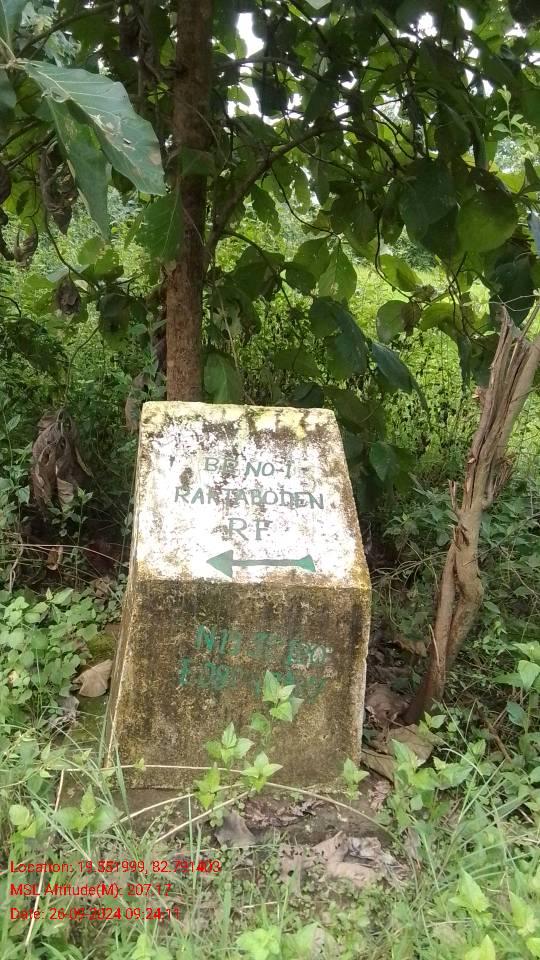 BP NO-1
RAKTABODEN
RF
Location: 19.551999, 82.791403
MSL Altitude(M): 207.17
Date: 26-09-2024 09:24:11